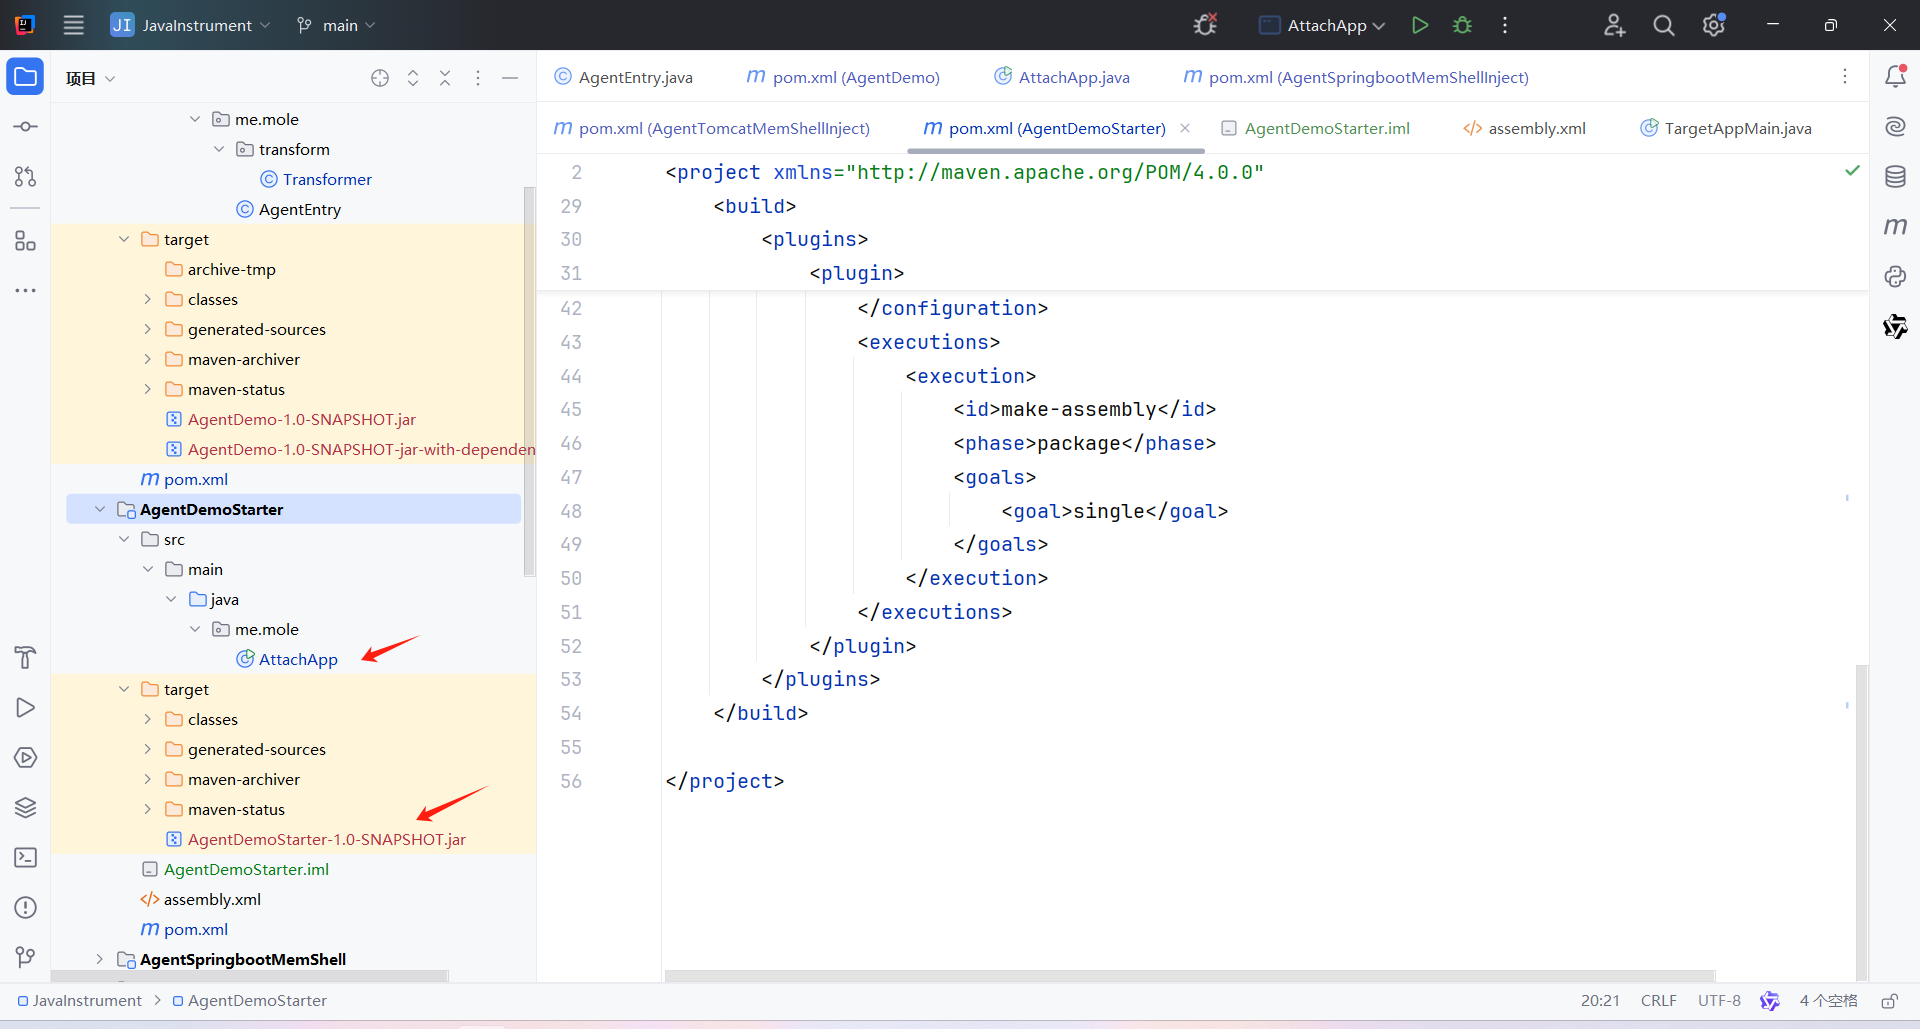 JI JavaInstrument main AttachApp
项目
me.mole
transform
Transformer
AgentEntry
target
archive-tmp
classes
generated-sources
maven-archiver
maven-status
AgentDemo-1.0-SNAPSHOT.jar
AgentDemo-1.0-SNAPSHOT-jar-with-depender
pom.xml
AgentDemoStarter
src
main
java
me.mole
AttachApp
target
classes
generated-sources
maven-archiver
maven-status
AgentDemoStarter-1.0-SNAPSHOT.jar
AgentDemoStarter.iml
assembly.xml
pom.xml
AgentSpringbootMemShell
AgentEntry.java pom.xml (AgentDemo) AttachApp.java pom.xml (AgentSpringbootMemShellInject)
pom.xml (AgentTomcatMemShellInject) pom.xml (AgentDemoStarter) AgentDemoStarter.iml assembly.xml TargetAppMain.java
2 <project xmlns="http://maven.apache.org/POM/4.0.0"
29 <build>
30 <plugins>
31 <plugin>
42 </configuration>
43 <executions>
44 <execution>
45 <id>make-assembly</id>
46 <phase>package</phase>
47 <goals>
48 <goal>single</goal>
49 </goals>
50 </execution>
51 </executions>
52 </plugin>
53 </plugins>
54 </build>
55
56 </project>
JavaInstrument > AgentDemoStarter 20:21 CRLF UTF-8 4 个空格